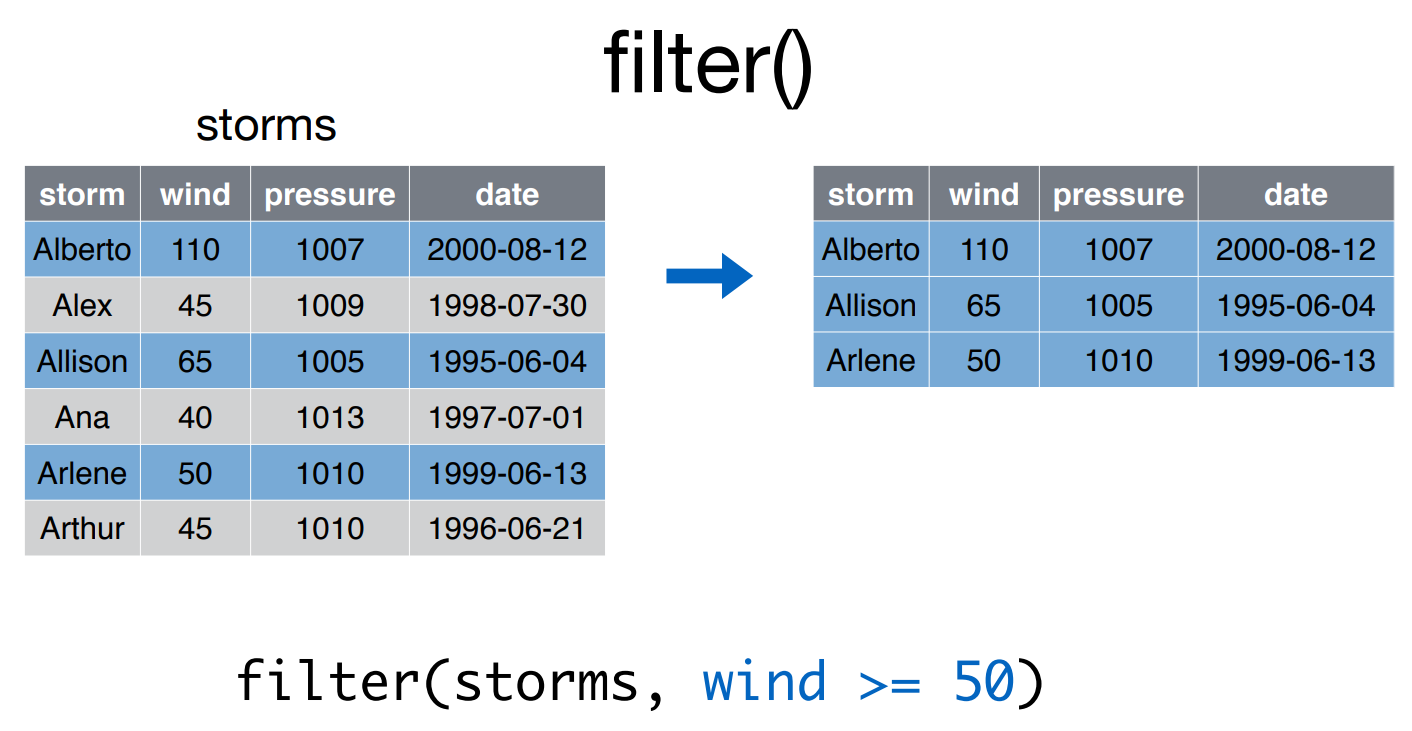 filter()
storms
storm wind pressure date
Alberto 110 1007 2000-08-12
Alex 45 1009 1998-07-30
Allison 65 1005 1995-06-04
Ana 40 1013 1997-07-01
Arlene 50 1010 1999-06-13
Arthur 45 1010 1996-06-21
storm wind pressure date
Alberto 110 1007 2000-08-12
Allison 65 1005 1995-06-04
Arlene 50 1010 1999-06-13
filter(storms, wind >= 50)